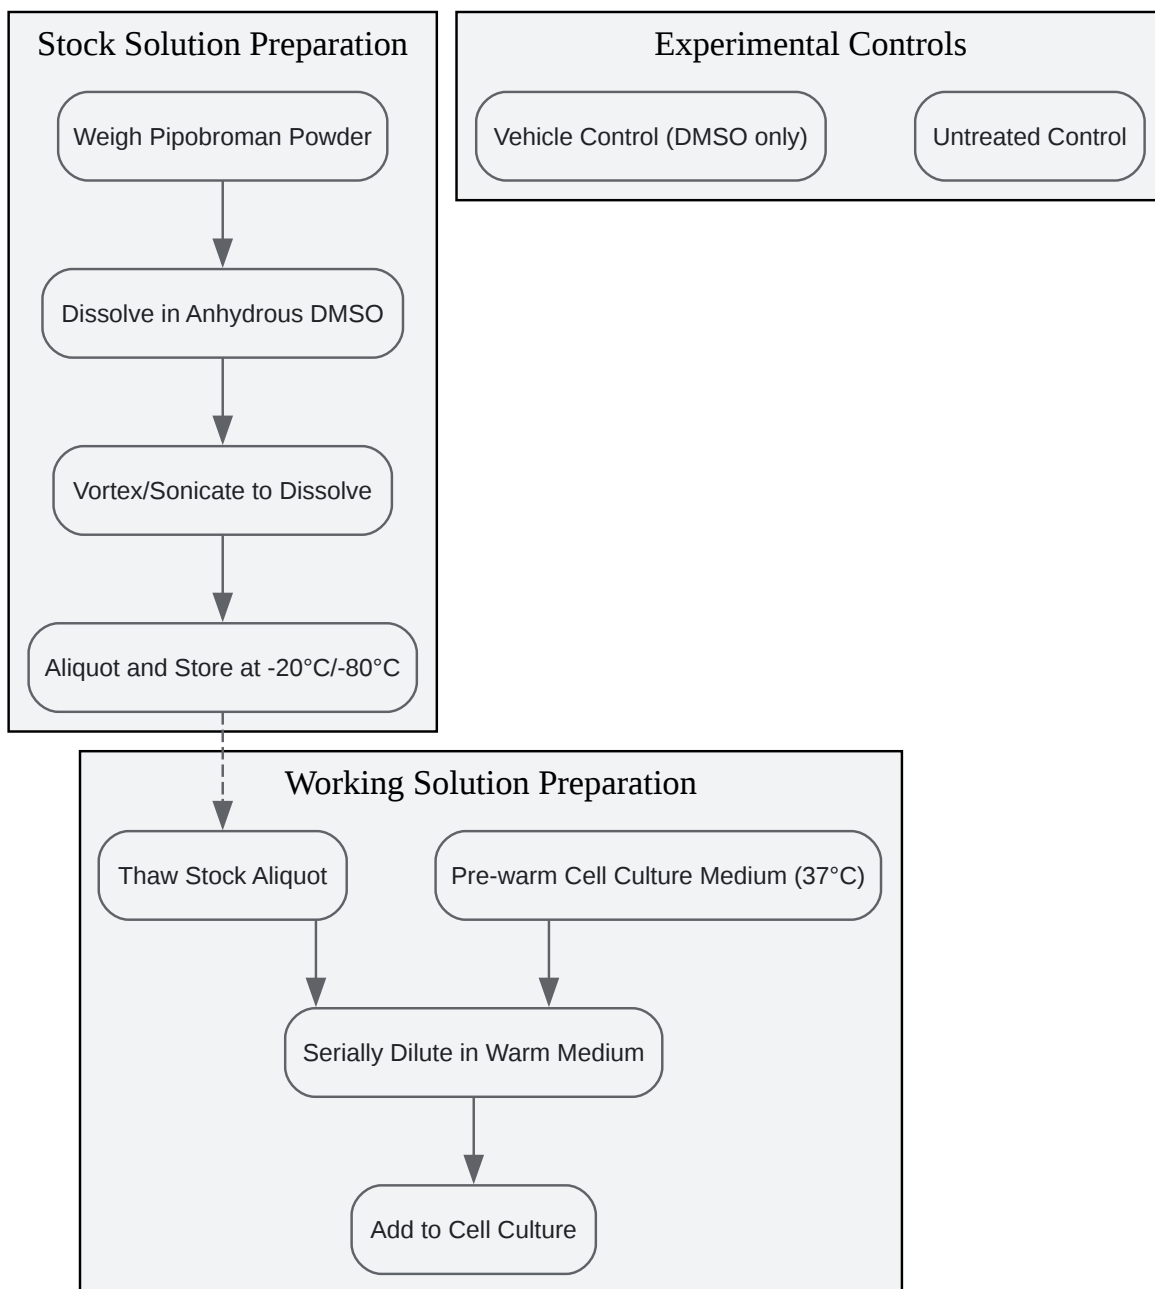 Stock Solution Preparation
Weigh Pipobroman Powder
Dissolve in Anhydrous DMSO
Vortex/Sonicate to Dissolve
Aliquot and Store at -20°C/-80°C
Experimental Controls
Vehicle Control (DMSO only)
Untreated Control
Working Solution Preparation
Thaw Stock Aliquot
Pre-warm Cell Culture Medium (37°C)
Serially Dilute in Warm Medium
Add to Cell Culture